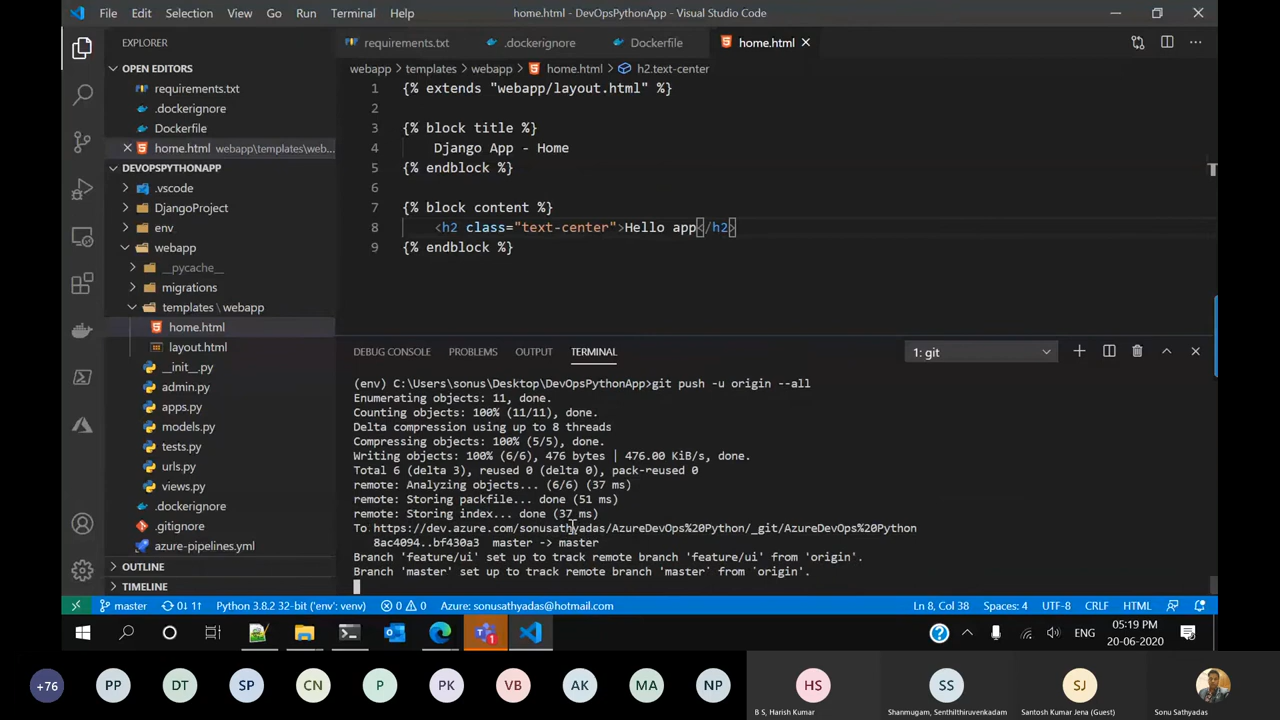 File Edit Selection View Go Run Terminal Help home.html - DevOpsPythonApp - Visual Studio Code
EXPLORER
requirements.txt .dockerignore Dockerfile home.html
OPEN EDITORS
requirements.txt
.dockerignore
Dockerfile
home.html webapp\templates\web...
DEVOPSPYTHONAPP
.vscode
DjangoProject
env
webapp
__pycache__
migrations
templates \ webapp
home.html
layout.html
__init__.py
admin.py
apps.py
models.py
tests.py
urls.py
views.py
.dockerignore
.gitignore
azure-pipelines.yml
OUTLINE
TIMELINE
webapp > templates > webapp > home.html > h2.text-center
1 {% extends "webapp/layout.html" %}
2
3 {% block title %}
4 Django App - Home
5 {% endblock %}
6
7 {% block content %}
8 <h2 class="text-center">Hello app</h2>
9 {% endblock %}
DEBUG CONSOLE PROBLEMS OUTPUT TERMINAL 1: git
(env) C:\Users\sonus\Desktop\DevOpsPythonApp>git push -u origin --all
Enumerating objects: 11, done.
Counting objects: 100% (11/11), done.
Delta compression using up to 8 threads
Compressing objects: 100% (5/5), done.
Writing objects: 100% (6/6), 476 bytes | 476.00 KiB/s, done.
Total 6 (delta 3), reused 0 (delta 0), pack-reused 0
remote: Analyzing objects... (6/6) (37 ms)
remote: Storing packfile... done (51 ms)
remote: Storing index... done (37 ms)
To https://dev.azure.com/sonusathyadas/AzureDevOps%20Python/_git/AzureDevOps%20Python
8ac4094..bf430a3 master -> master
Branch 'feature/ui' set up to track remote branch 'feature/ui' from 'origin'.
Branch 'master' set up to track remote branch 'master' from 'origin'.
master 0↓ 1↑ Python 3.8.2 32-bit ('env': venv) 0 0 Azure: sonusathyadas@hotmail.com Ln 8, Col 38 Spaces: 4 UTF-8 CRLF HTML
1 ENG 05:19 PM
20-06-2020
+76 PP DT SP CN P PK VB AK MA NP HS SS SJ
B S, Harish Kumar Shanmugam, Senthilthiruvenkadam Santosh Kumar Jena (Guest) Sonu Sathyadas